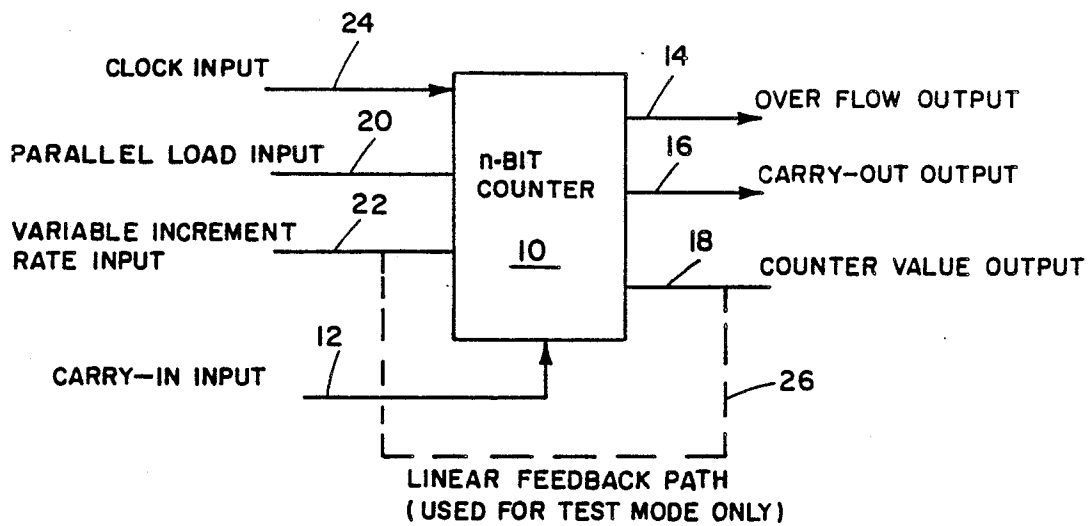 24
CLOCK INPUT
14
OVER FLOW OUTPUT
20
PARALLEL LOAD INPUT
n-BIT
COUNTER
16
CARRY-OUT OUTPUT
22
VARIABLE INCREMENT
RATE INPUT
10
18
COUNTER VALUE OUTPUT
12
CARRY-IN INPUT
26
LINEAR FEEDBACK PATH
(USED FOR TEST MODE ONLY)